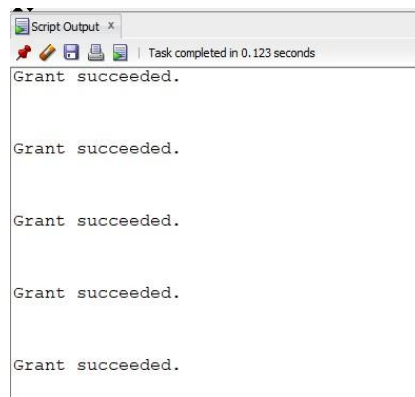 Script Output x
Task completed in 0.123 seconds
Grant succeeded.
Grant succeeded.
Grant succeeded.
Grant succeeded.
Grant succeeded.